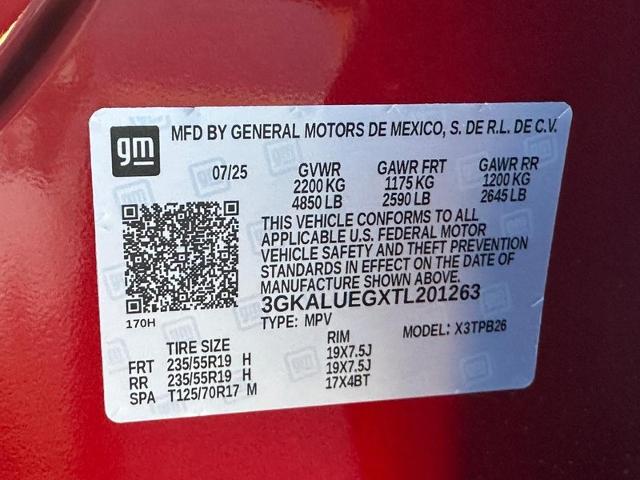 gm
MFD BY GENERAL MOTORS DE MEXICO, S. DE R.L. DE C.V.
07/25 GVWR GAWR FRT GAWR RR
2200 KG 1175 KG 1200 KG
4850 LB 2590 LB 2645 LB
THIS VEHICLE CONFORMS TO ALL
APPLICABLE U.S. FEDERAL MOTOR
VEHICLE SAFETY AND THEFT PREVENTION
STANDARDS IN EFFECT ON THE DATE OF
MANUFACTURE SHOWN ABOVE.
3GKALUEGXTL201263
170H
TYPE: MPV MODEL: X3TPB26
TIRE SIZE RIM
FRT 235/55R19 H 19X7.5J
RR 235/55R19 H 19X7.5J
SPA T125/70R17 M 17X4BT